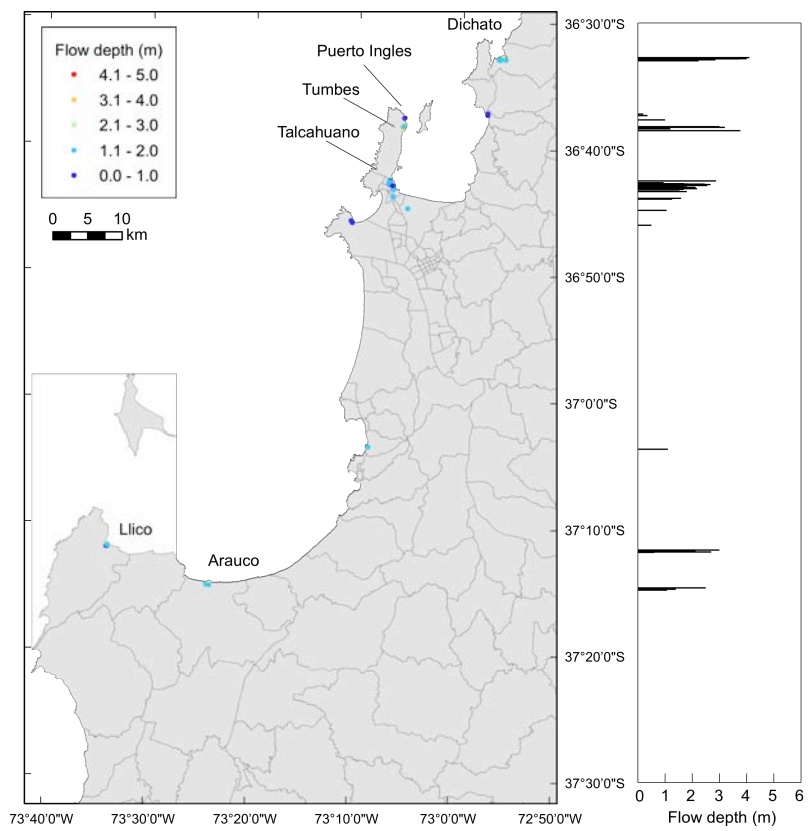 Dichato
36°30'0"S
Flow depth (m)
4.1 - 5.0
3.1 - 4.0
2.1 - 3.0
1.1 - 2.0
0.0 - 1.0
Puerto Ingles
Tumbes
Talcahuano
36°40'0"S
0 5 10
km
36°50'0"S
37°0'0"S
37°10'0"S
Llico
Arauco
37°20'0"S
37°30'0"S
73°40'0"W 73°30'0"W 73°20'0"W 73°10'0"W 73°0'0"W 72°50'0"W
0 1 2 3 4 5 6
Flow depth (m)